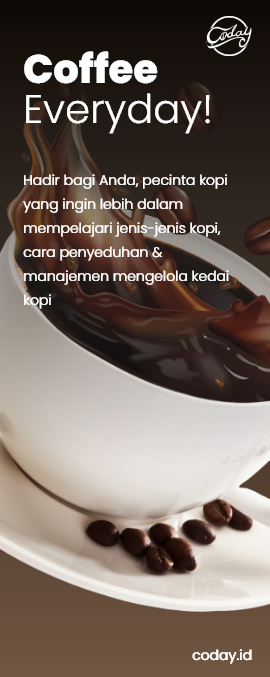 Coday
Coffee
Everyday!
Hadir bagi Anda, pecinta kopi
yang ingin lebih dalam
mempelajari jenis-jenis kopi,
cara penyeduhan &
manajemen mengelola kedai
kopi
coday.id